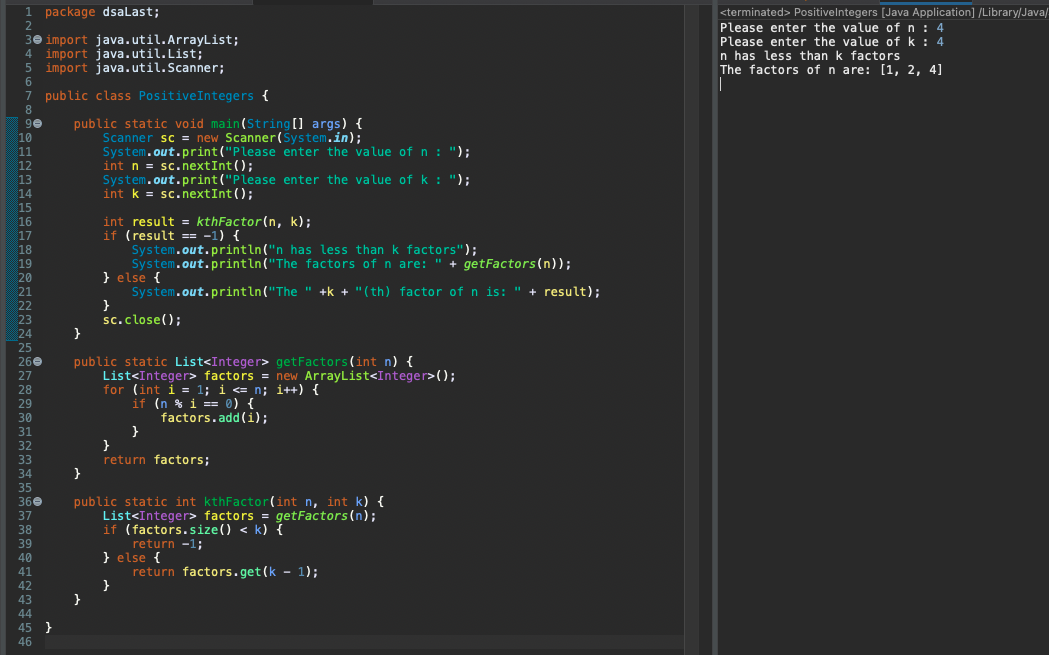 1 package dsaLast;
2
3 import java.util.ArrayList;
4 import java.util.List;
5 import java.util.Scanner;
6
7 public class PositiveIntegers {
8
9     public static void main(String[] args) {
10         Scanner sc = new Scanner(System.in);
11         System.out.print("Please enter the value of n : ");
12         int n = sc.nextInt();
13         System.out.print("Please enter the value of k : ");
14         int k = sc.nextInt();
15
16         int result = kthFactor(n, k);
17         if (result == -1) {
18             System.out.println("n has less than k factors");
19             System.out.println("The factors of n are: " + getFactors(n));
20         } else {
21             System.out.println("The " +k + "(th) factor of n is: " + result);
22         }
23         sc.close();
24     }
25
26     public static List<Integer> getFactors(int n) {
27         List<Integer> factors = new ArrayList<Integer>();
28         for (int i = 1; i <= n; i++) {
29             if (n % i == 0) {
30                 factors.add(i);
31             }
32         }
33         return factors;
34     }
35
36     public static int kthFactor(int n, int k) {
37         List<Integer> factors = getFactors(n);
38         if (factors.size() < k) {
39             return -1;
40         } else {
41             return factors.get(k - 1);
42         }
43     }
44
45 }
46
<terminated> PositiveIntegers [Java Application] /Library/Java/
Please enter the value of n : 4
Please enter the value of k : 4
n has less than k factors
The factors of n are: [1, 2, 4]